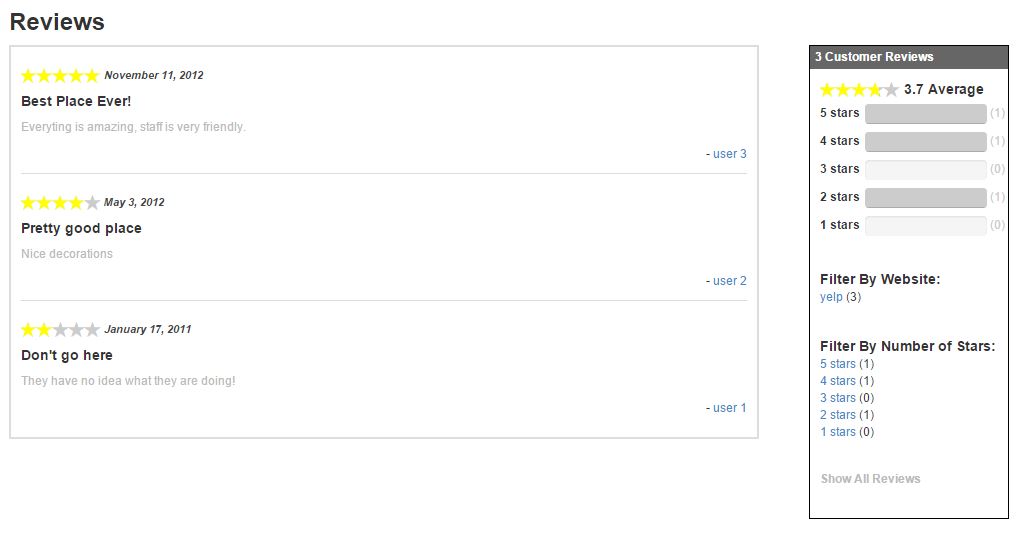 Reviews
November 11, 2012
Best Place Ever!
Everyting is amazing, staff is very friendly.
- user 3
May 3, 2012
Pretty good place
Nice decorations
- user 2
January 17, 2011
Don't go here
They have no idea what they are doing!
- user 1
3 Customer Reviews
3.7 Average
5 stars (1)
4 stars (1)
3 stars (0)
2 stars (1)
1 stars (0)
Filter By Website:
yelp (3)
Filter By Number of Stars:
5 stars (1)
4 stars (1)
3 stars (0)
2 stars (1)
1 stars (0)
Show All Reviews